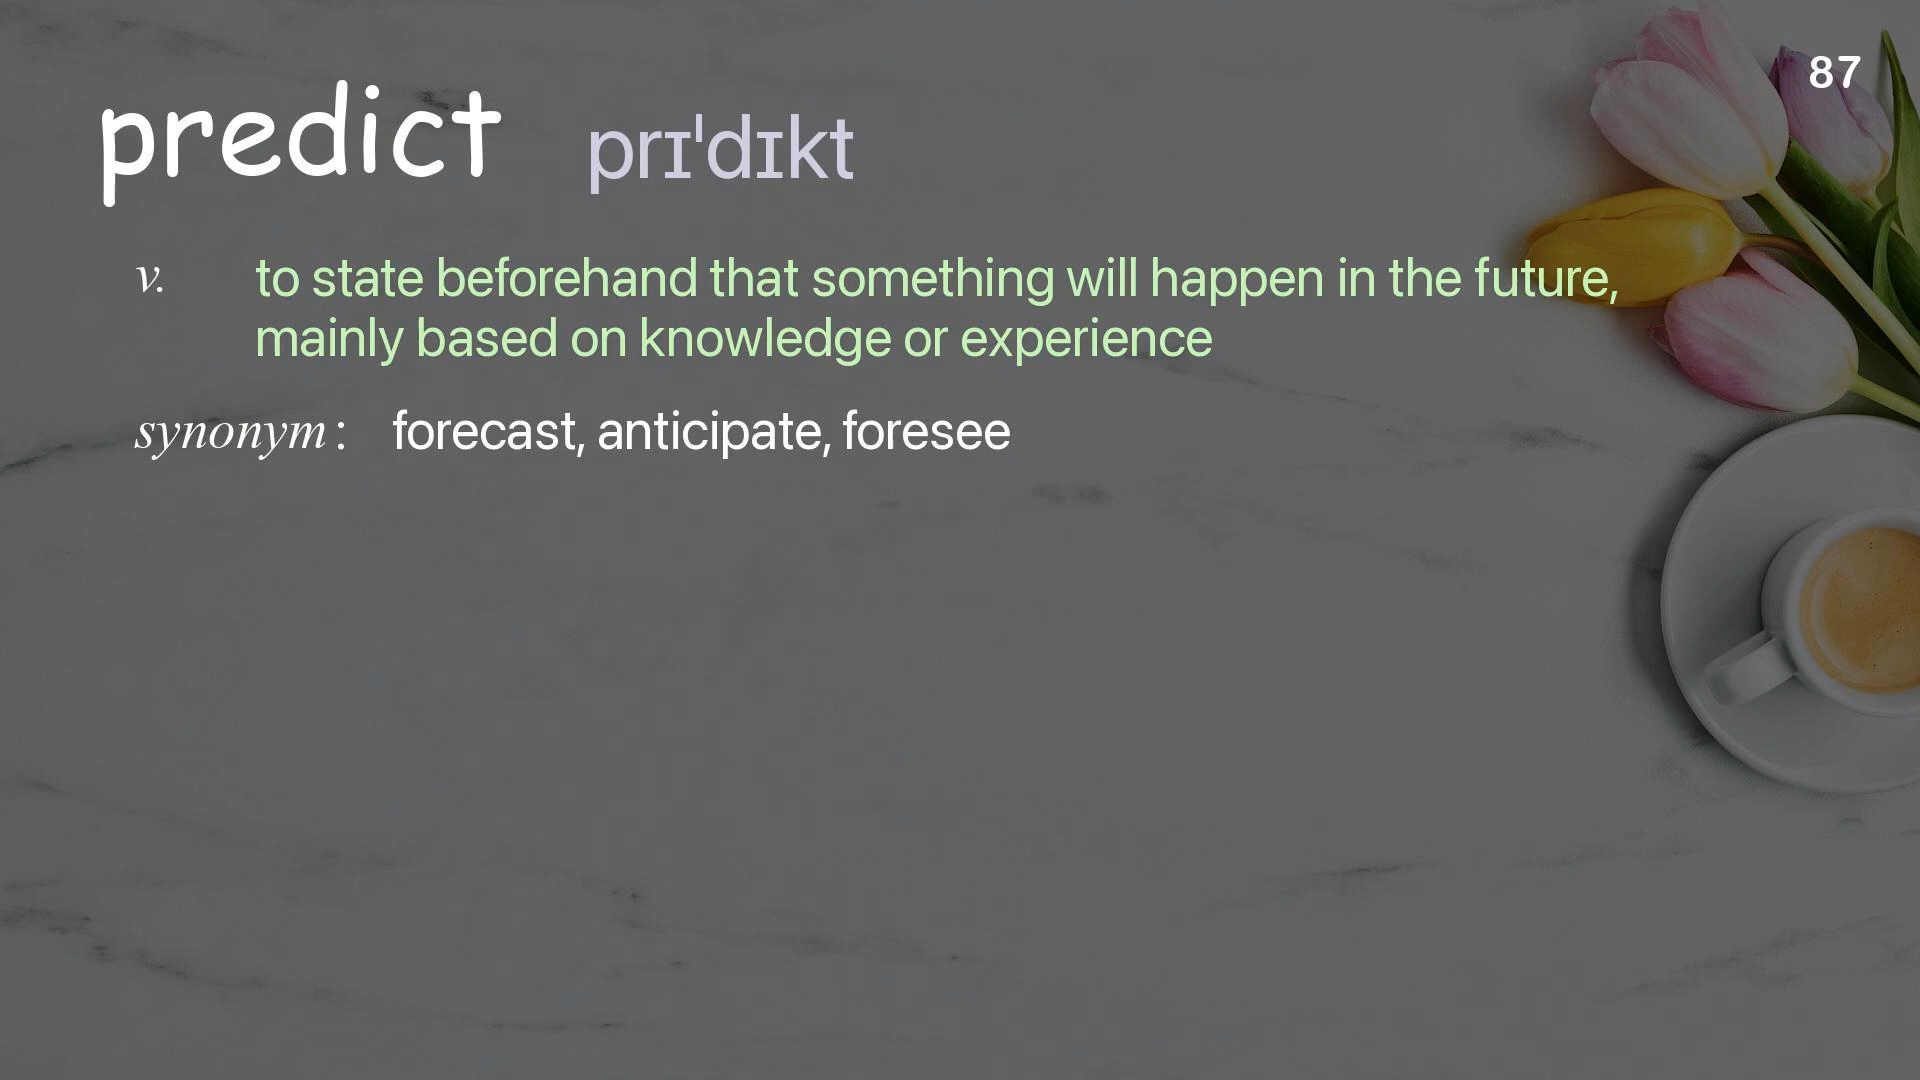 87
predict prɪˈdɪkt
v. to state beforehand that something will happen in the future,
mainly based on knowledge or experience
synonym : forecast, anticipate, foresee